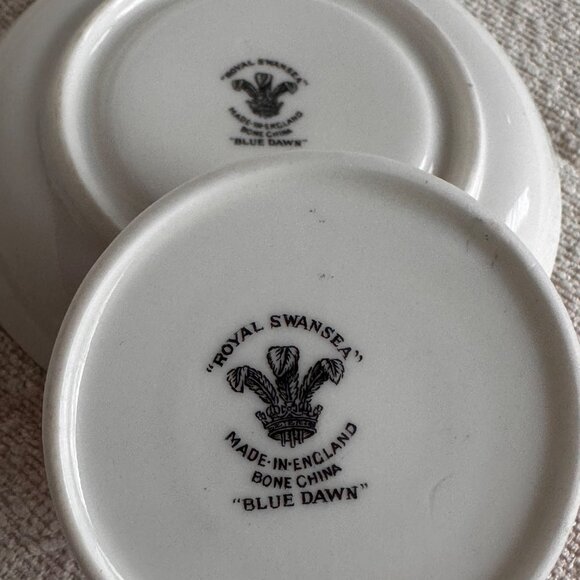 "ROYAL SWANSEA"
MADE-IN-ENGLAND
BONE CHINA
"BLUE DAWN"
"ROYAL SWANSEA"
MADE-IN-ENGLAND
BONE CHINA
"BLUE DAWN"